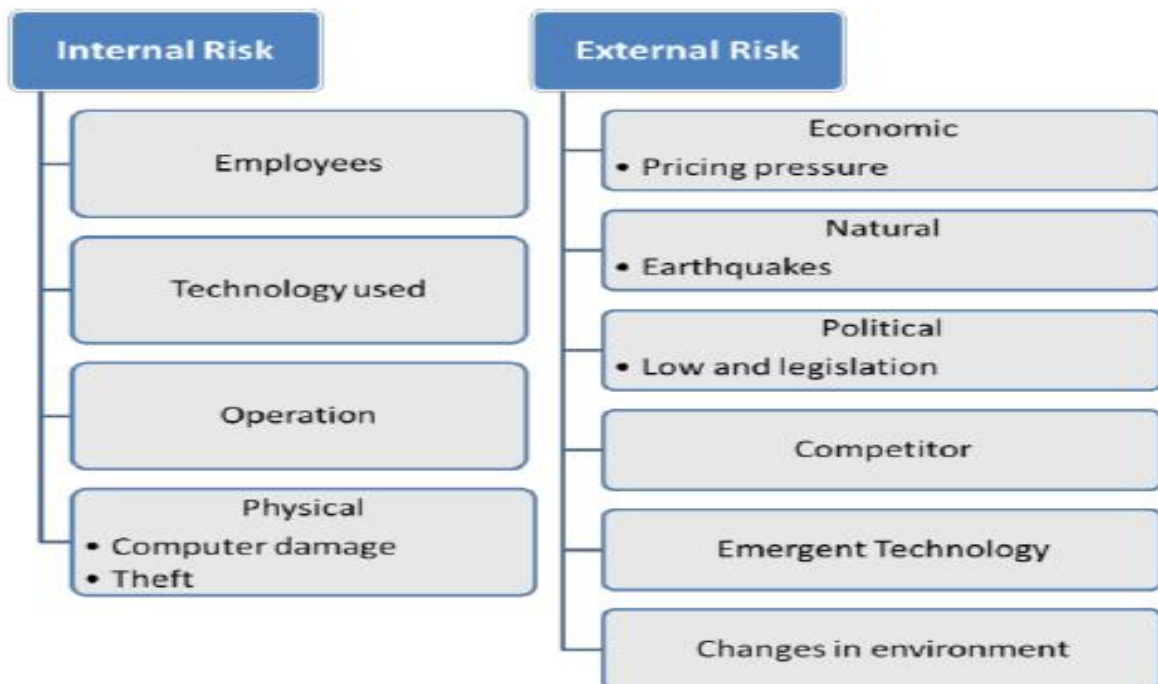 Internal Risk
Employees
Technology used
Operation
Physical
• Computer damage
• Theft
External Risk
Economic
• Pricing pressure
Natural
• Earthquakes
Political
• Low and legislation
Competitor
Emergent Technology
Changes in environment